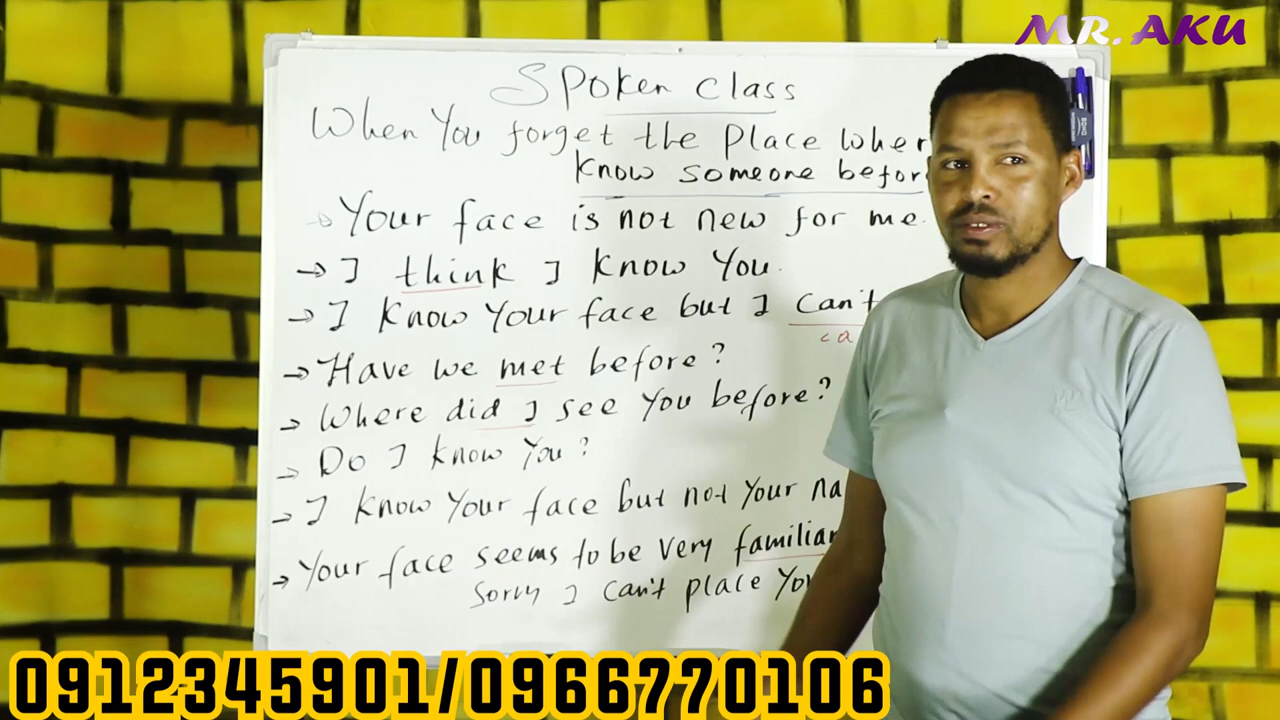 MR. AKU
Spoken class
When You forget the Place wher
know someone befor
Your face is not new for me.
→ I think I know You.
→ I know Your face but I can't
ca
→ Have we met before?
→ Where did I see You before?
→ Do I know You?
→ I know Your face but not Your na
→ Your face seems to be very familiar
Sorry I can't place You
0912345901/0966770106